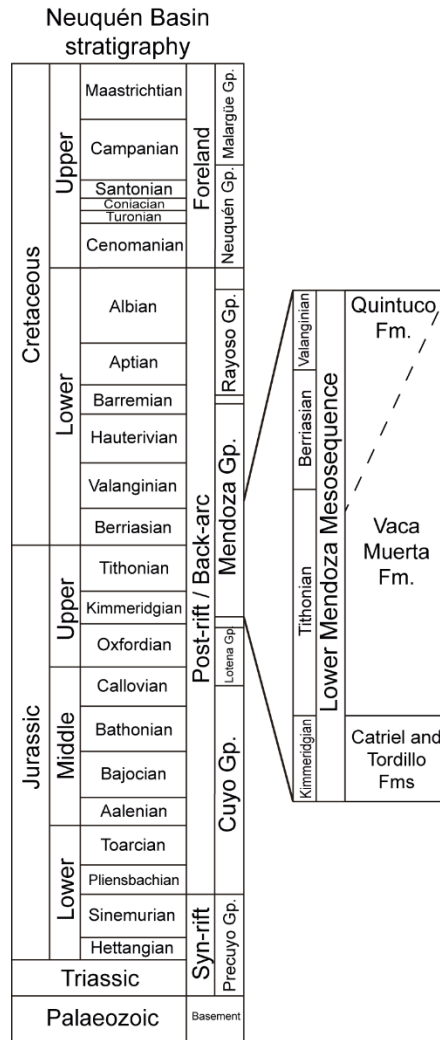 Neuquén Basin
stratigraphy
Cretaceous
Upper
Maastrichtian
Campanian
Santonian
Coniacian
Turonian
Cenomanian
Lower
Albian
Aptian
Barremian
Hauterivian
Valanginian
Berriasian
Jurassic
Upper
Tithonian
Kimmeridgian
Oxfordian
Middle
Callovian
Bathonian
Bajocian
Aalenian
Lower
Toarcian
Pliensbachian
Sinemurian
Hettangian
Triassic
Palaeozoic
Foreland
Post-rift / Back-arc
Syn-rift
Basement
Malargüe Gp.
Neuquén Gp.
Rayoso Gp.
Mendoza Gp.
Lotena Gp.
Cuyo Gp.
Precuyo Gp.
Valanginian
Berriasian
Tithonian
Kimmeridgian
Lower Mendoza Mesosequence
Quintuco
Fm.
Vaca
Muerta
Fm.
Catriel and
Tordillo
Fms